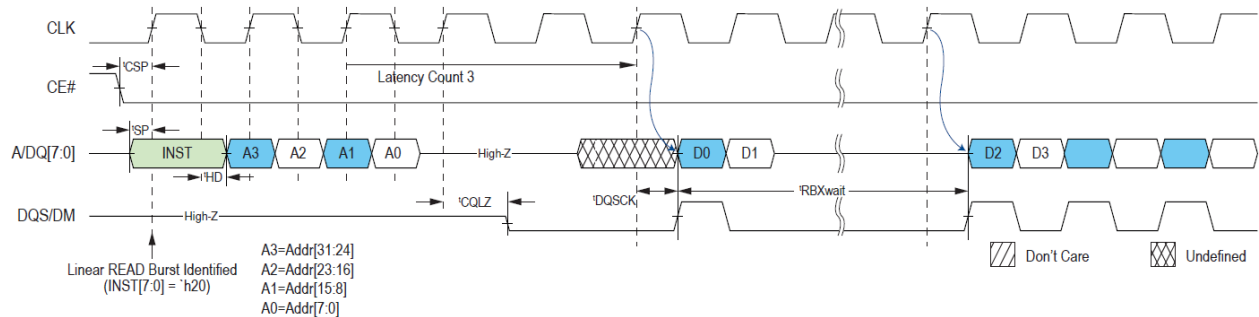 CLK
tCSP
Latency Count 3
CE#
tSP
A/DQ[7:0]
INST
A3
A2
A1
A0
High-Z
D0
D1
D2
D3
tHD
tCQLZ
tDQSCK
tRBXwait
DQS/DM
High-Z
Linear READ Burst Identified
(INST[7:0] = `h20)
A3=Addr[31:24]
A2=Addr[23:16]
A1=Addr[15:8]
A0=Addr[7:0]
Don't Care
Undefined